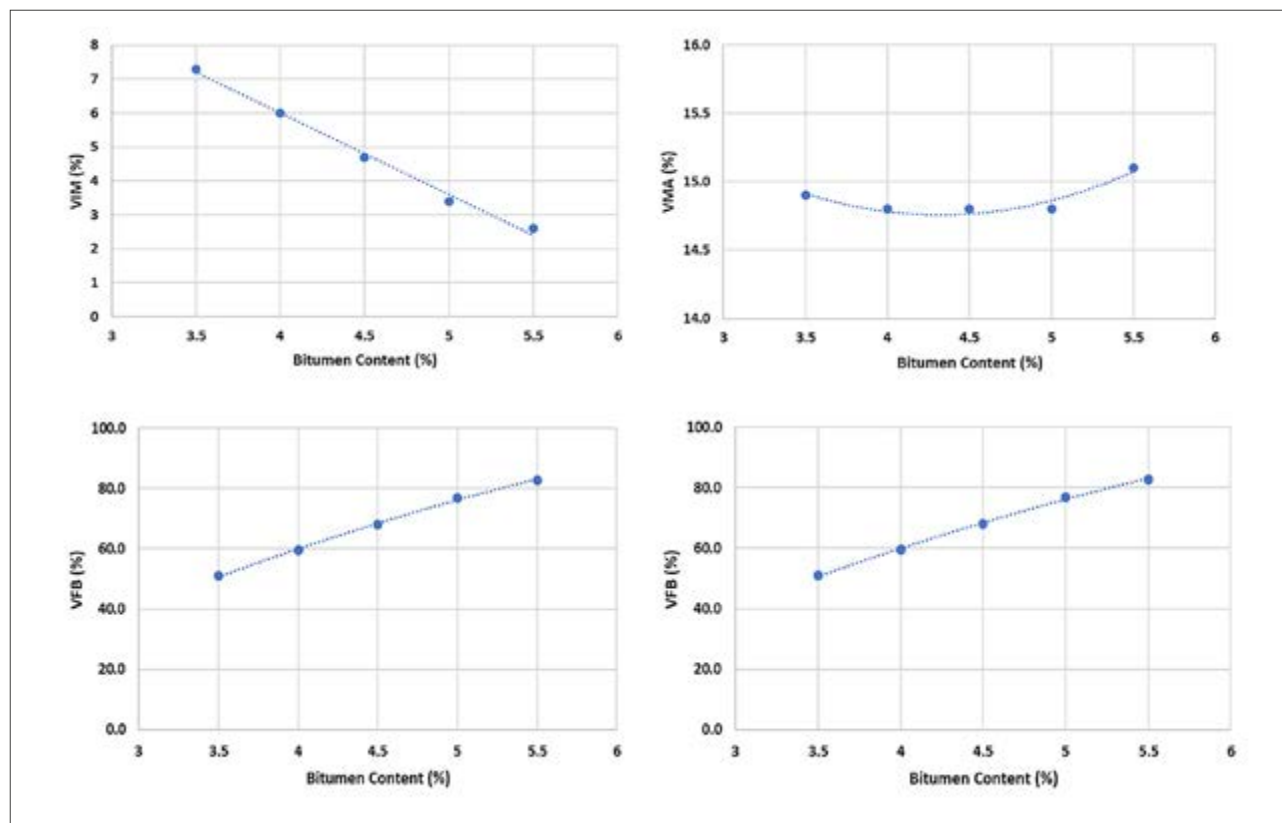 8
7
6
5
4
3
2
1
0
VIM (%)
3 3.5 4 4.5 5 5.5 6
Bitumen Content (%)
16.0
15.5
15.0
14.5
14.0
VMA (%)
3 3.5 4 4.5 5 5.5 6
Bitumen Content (%)
100.0
80.0
60.0
40.0
20.0
0.0
VFB (%)
3 3.5 4 4.5 5 5.5 6
Bitumen Content (%)
100.0
80.0
60.0
40.0
20.0
0.0
VFB (%)
3 3.5 4 4.5 5 5.5 6
Bitumen Content (%)